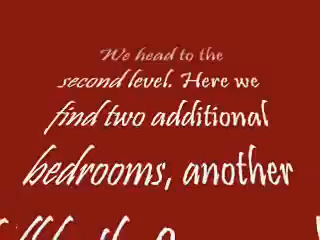 We head to the
second level. Here we
find two additional
bedrooms, another